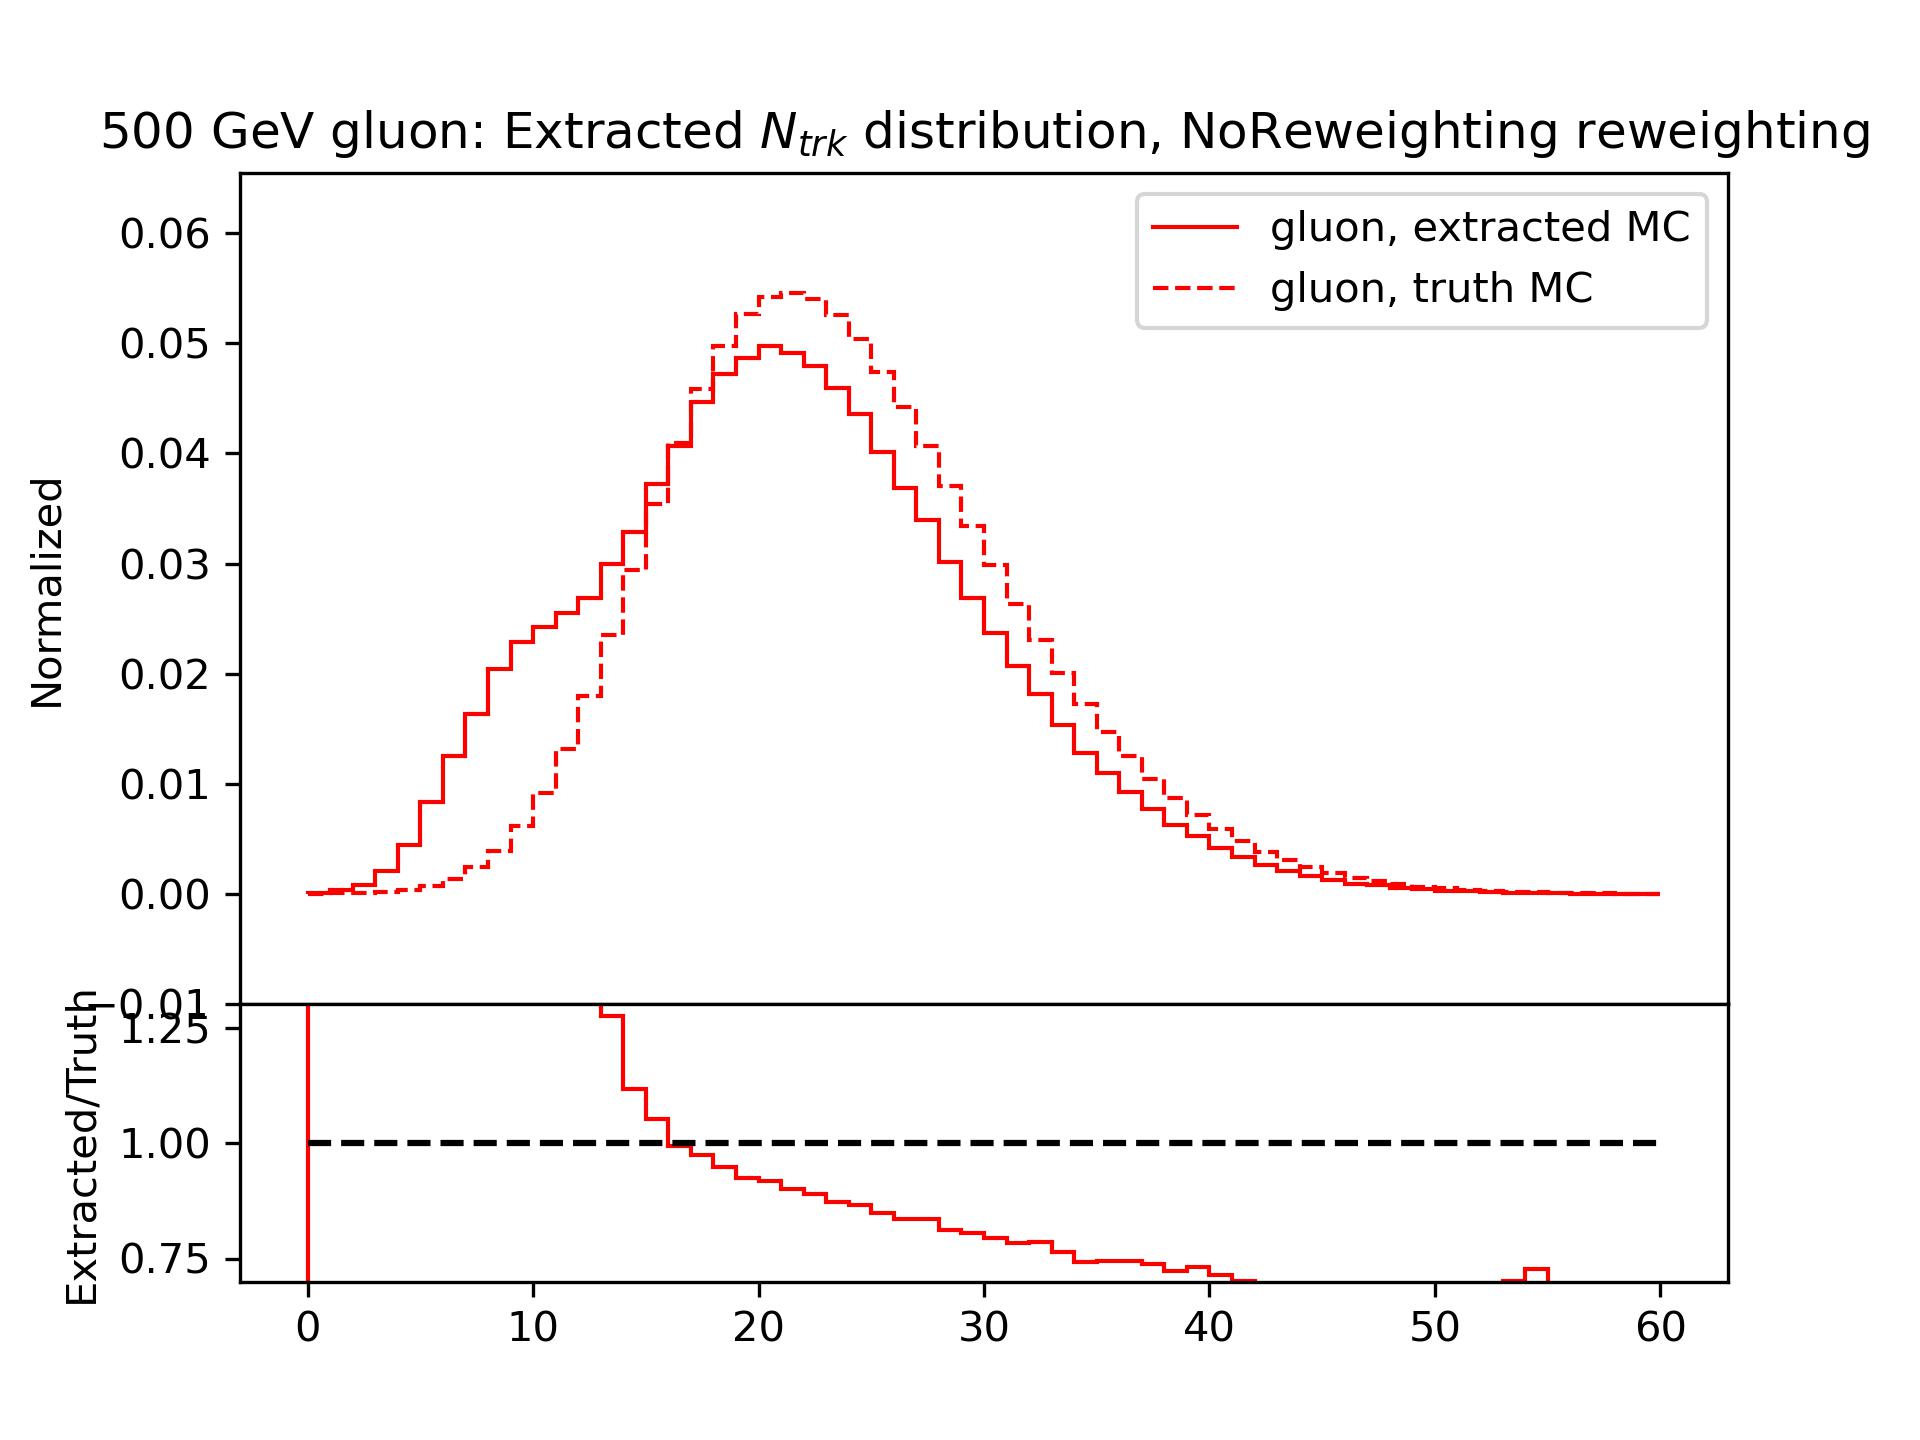 500 GeV gluon: Extracted N_trk distribution, NoReweighting reweighting
gluon, extracted MC
gluon, truth MC
Normalized
0.06
0.05
0.04
0.03
0.02
0.01
0.00
−0.01
Extracted/Truth
1.25
1.00
0.75
0 10 20 30 40 50 60